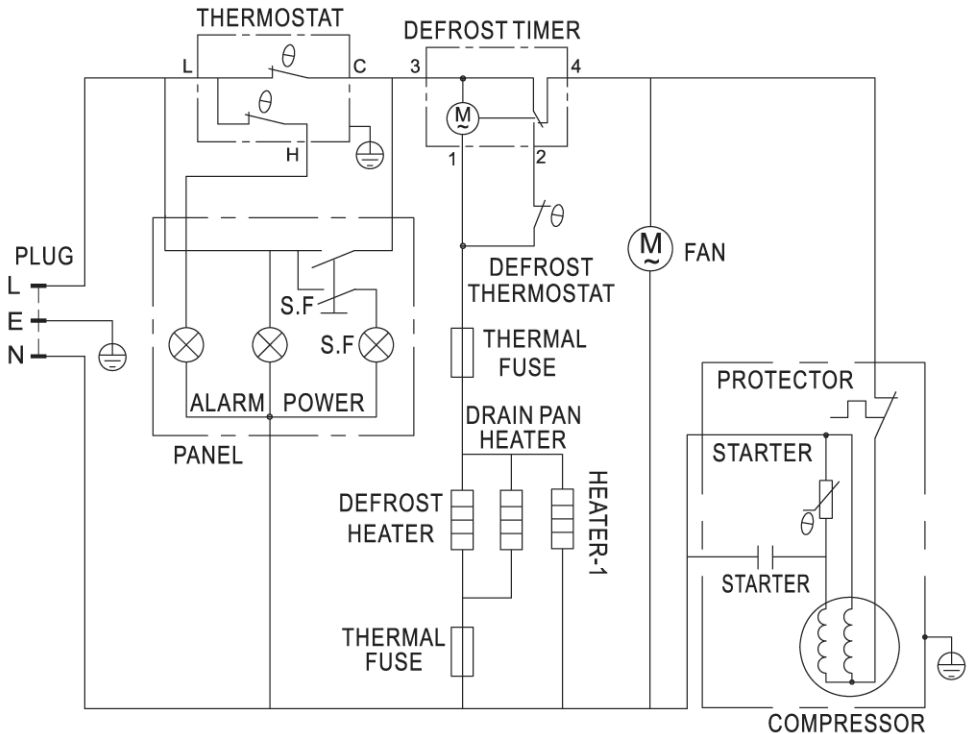 THERMOSTAT
DEFROST TIMER
L
θ
C
3
4
θ
M
~
H
1
2
θ
PLUG
L
E
N
M
~
FAN
DEFROST
THERMOSTAT
S.F
S.F
THERMAL
FUSE
ALARM
POWER
PANEL
PROTECTOR
DRAIN PAN
HEATER
STARTER
DEFROST
HEATER
HEATER-1
θ
STARTER
THERMAL
FUSE
COMPRESSOR